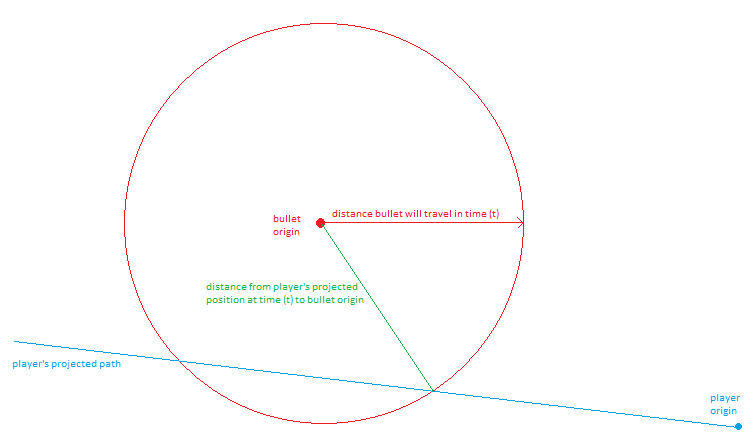 distance bullet will travel in time (t)
bullet
origin
distance from player's projected
position at time (t) to bullet origin
player's projected path
player
origin